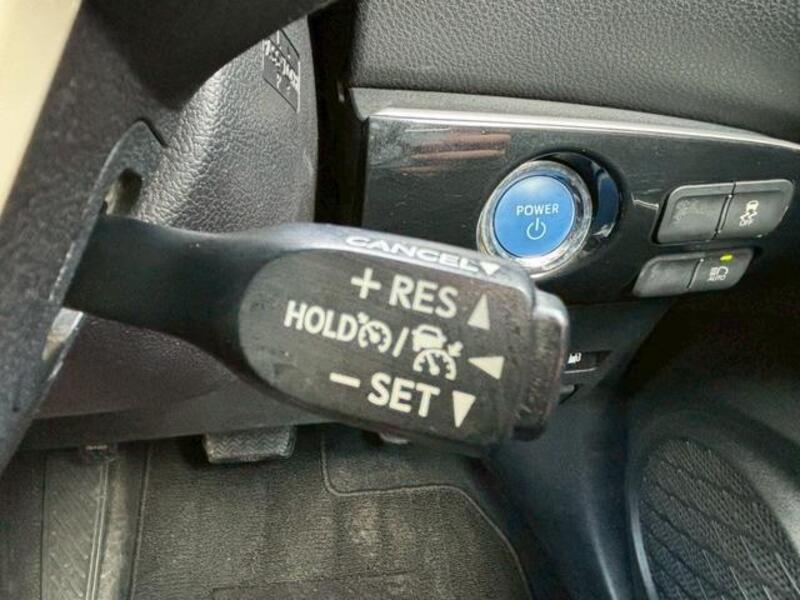 CANCEL
+ RES
HOLD /
− SET
POWER